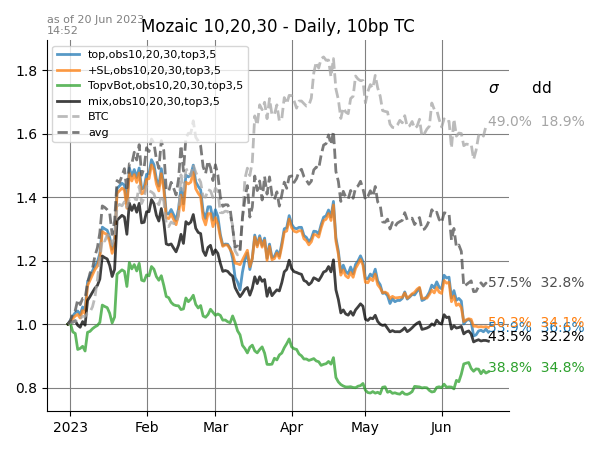 as of 20 Jun 2023
14:52
Mozaic 10,20,30 - Daily, 10bp TC
top,obs10,20,30,top3,5
+SL,obs10,20,30,top3,5
TopvBot,obs10,20,30,top3,5
mix,obs10,20,30,top3,5
BTC
avg
σ dd
49.0% 18.9%
57.5% 32.8%
50.3% 34.1%
43.5% 32.2%
38.8% 34.8%
1.8
1.6
1.4
1.2
1.0
0.8
2023 Feb Mar Apr May Jun